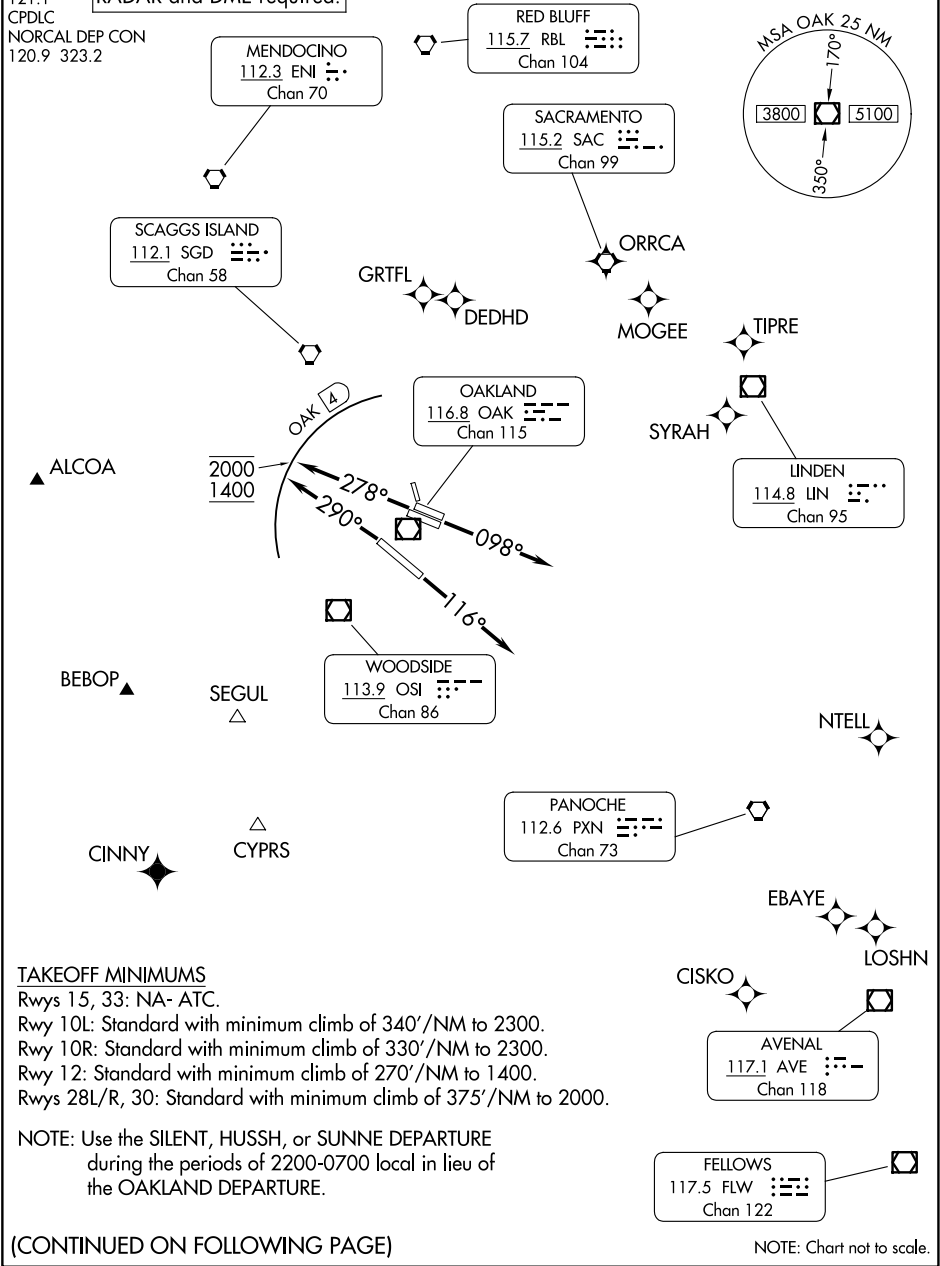 CPDLC
NORCAL DEP CON
120.9 323.2
RADAR and DME required.
RED BLUFF
115.7 RBL
Chan 104
MENDOCINO
112.3 ENI
Chan 70
MSA OAK 25 NM
170°
3800
5100
350°
SACRAMENTO
115.2 SAC
Chan 99
SCAGGS ISLAND
112.1 SGD
Chan 58
ORRCA
GRTFL
DEDHD
MOGEE
TIPRE
OAKLAND
116.8 OAK
Chan 115
OAK 4
SYRAH
ALCOA
2000
1400
278°
290°
098°
116°
LINDEN
114.8 LIN
Chan 95
WOODSIDE
113.9 OSI
Chan 86
BEBOP
SEGUL
NTELL
PANOCHE
112.6 PXN
Chan 73
CYPRS
CINNY
EBAYE
LOSHN
CISKO
AVENAL
117.1 AVE
Chan 118
TAKEOFF MINIMUMS
Rwys 15, 33: NA- ATC.
Rwy 10L: Standard with minimum climb of 340'/NM to 2300.
Rwy 10R: Standard with minimum climb of 330'/NM to 2300.
Rwy 12: Standard with minimum climb of 270'/NM to 1400.
Rwys 28L/R, 30: Standard with minimum climb of 375'/NM to 2000.
NOTE: Use the SILENT, HUSSH, or SUNNE DEPARTURE
during the periods of 2200-0700 local in lieu of
the OAKLAND DEPARTURE.
FELLOWS
117.5 FLW
Chan 122
(CONTINUED ON FOLLOWING PAGE)
NOTE: Chart not to scale.